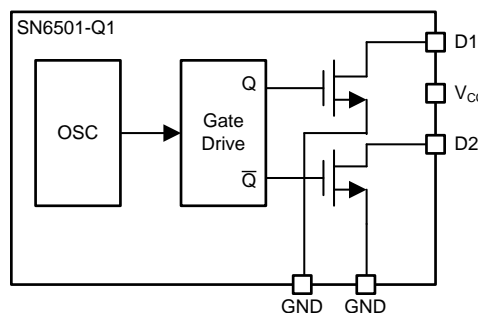 SN6501-Q1
D1
Q
OSC
Gate
Drive
D2
Q̅
GND
GND